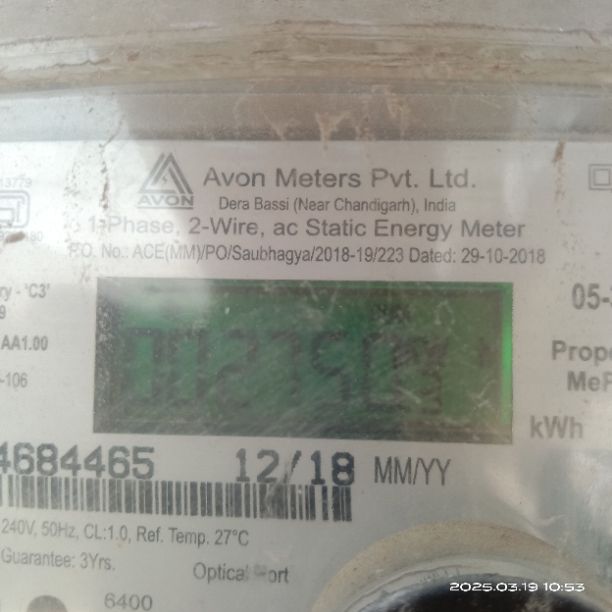 13779
AVON
Avon Meters Pvt. Ltd.
Dera Bassi (Near Chandigarh), India
1-Phase, 2-Wire, ac Static Energy Meter
P.O. No.: ACE(MM)/PO/Saubhagya/2018-19/223 Dated: 29-10-2018
ry - 'C3'
9
05-
AA1.00
-106
Prope
MeP
kWh
4684465 12/18 MM/YY
240V, 50Hz, CL:1.0, Ref. Temp. 27°C
Guarantee: 3Yrs.
Optical Port
6400
2025.03.19 10:53